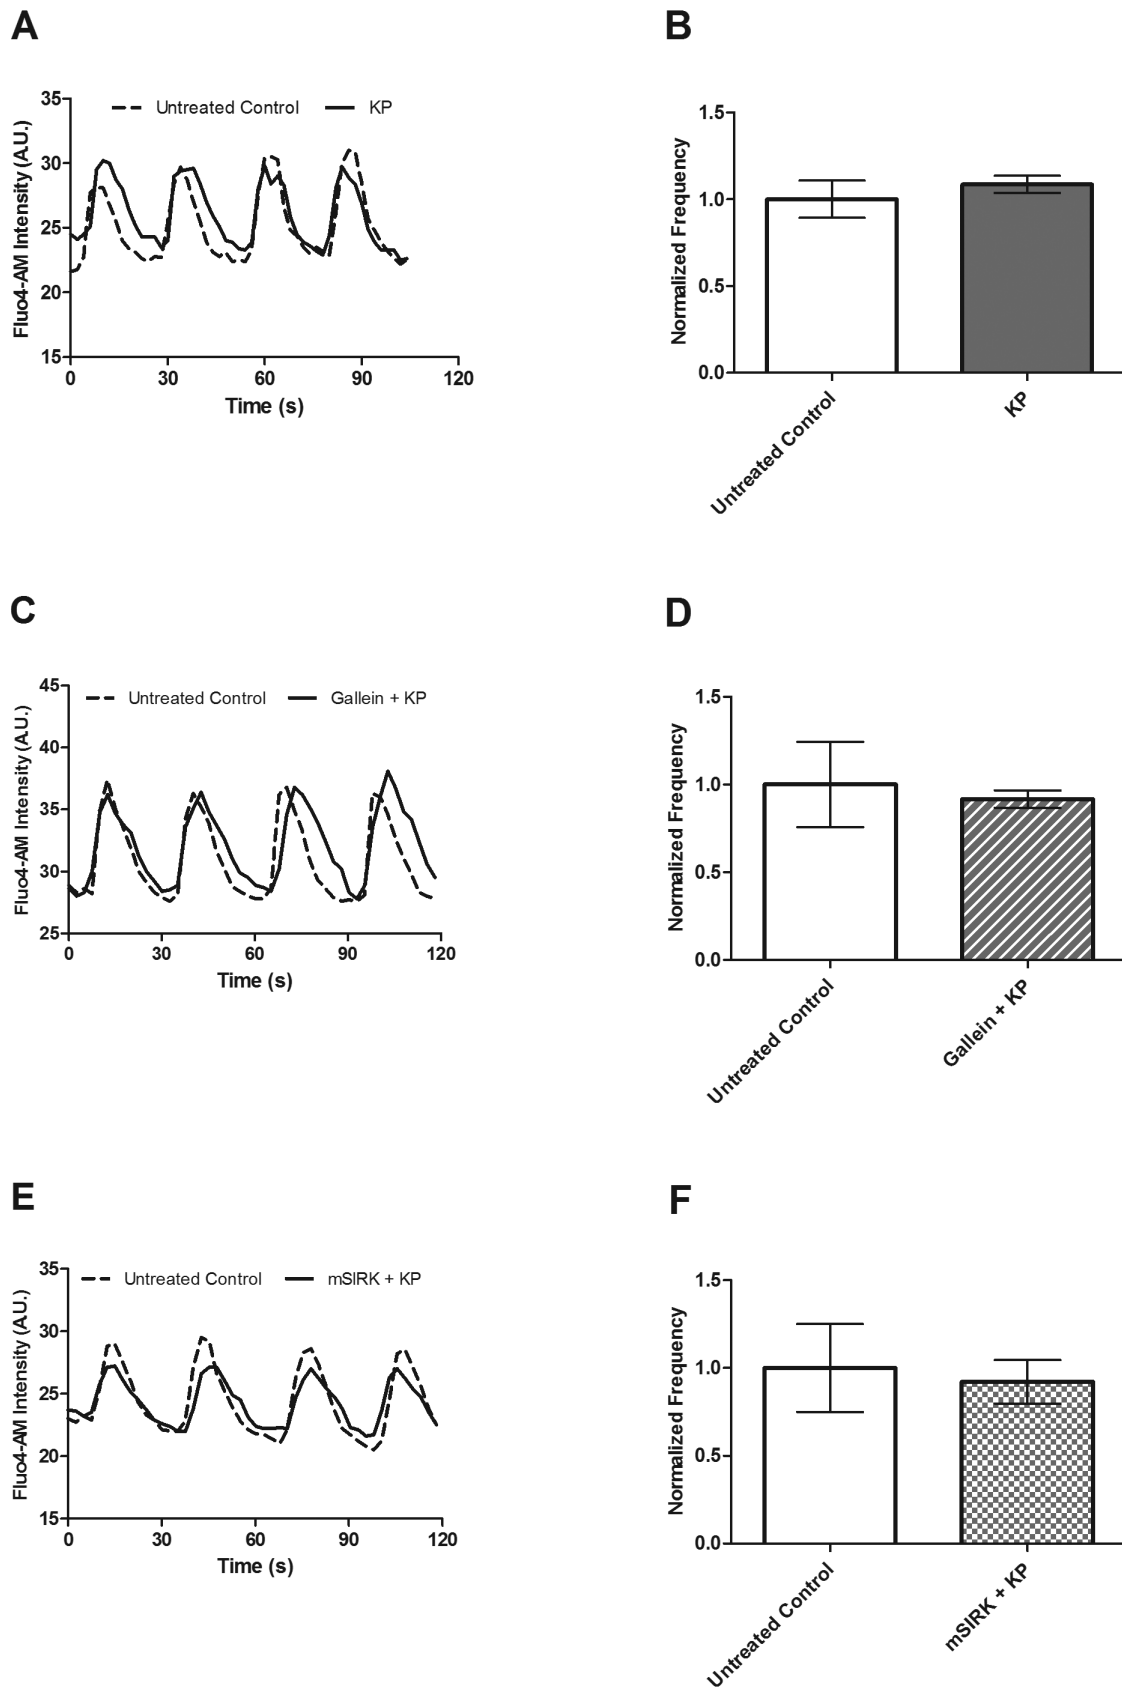 A
Fluo4-AM Intensity (A.U.)
35
30
25
20
15
Untreated Control
KP
0
30
60
90
120
Time (s)
B
Normalized Frequency
1.5
1.0
0.5
0.0
Untreated Control
KP
C
Fluo4-AM Intensity (A.U.)
45
40
35
30
25
Untreated Control
Gallein + KP
0
30
60
90
120
Time (s)
D
Normalized Frequency
1.5
1.0
0.5
0.0
Untreated Control
Gallein + KP
E
Fluo4-AM Intensity (A.U.)
35
30
25
20
15
Untreated Control
mSIRK + KP
0
30
60
90
120
Time (s)
F
Normalized Frequency
1.5
1.0
0.5
0.0
Untreated Control
mSIRK + KP